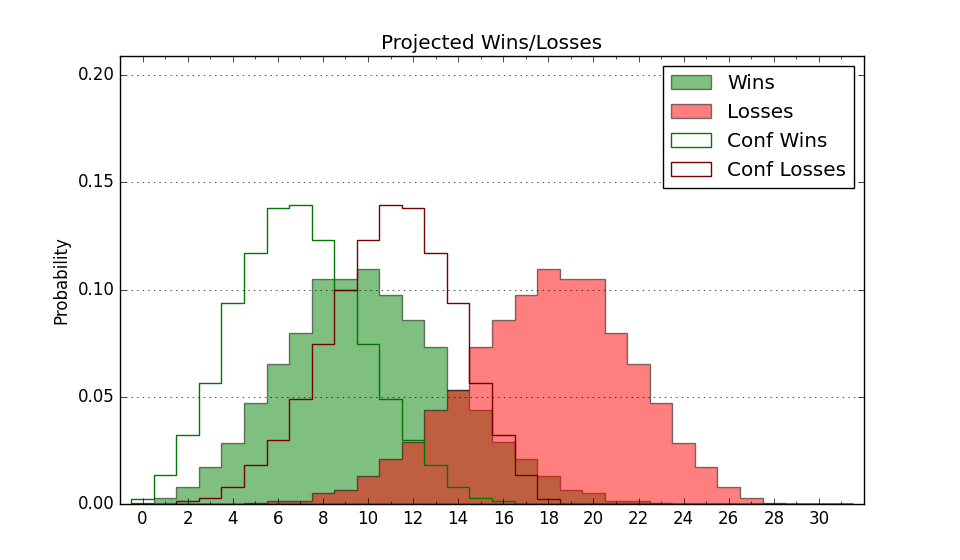 Projected Wins/Losses
0.20
0.15
0.10
0.05
0.00
Probability
Wins
Losses
Conf Wins
Conf Losses
0 2 4 6 8 10 12 14 16 18 20 22 24 26 28 30